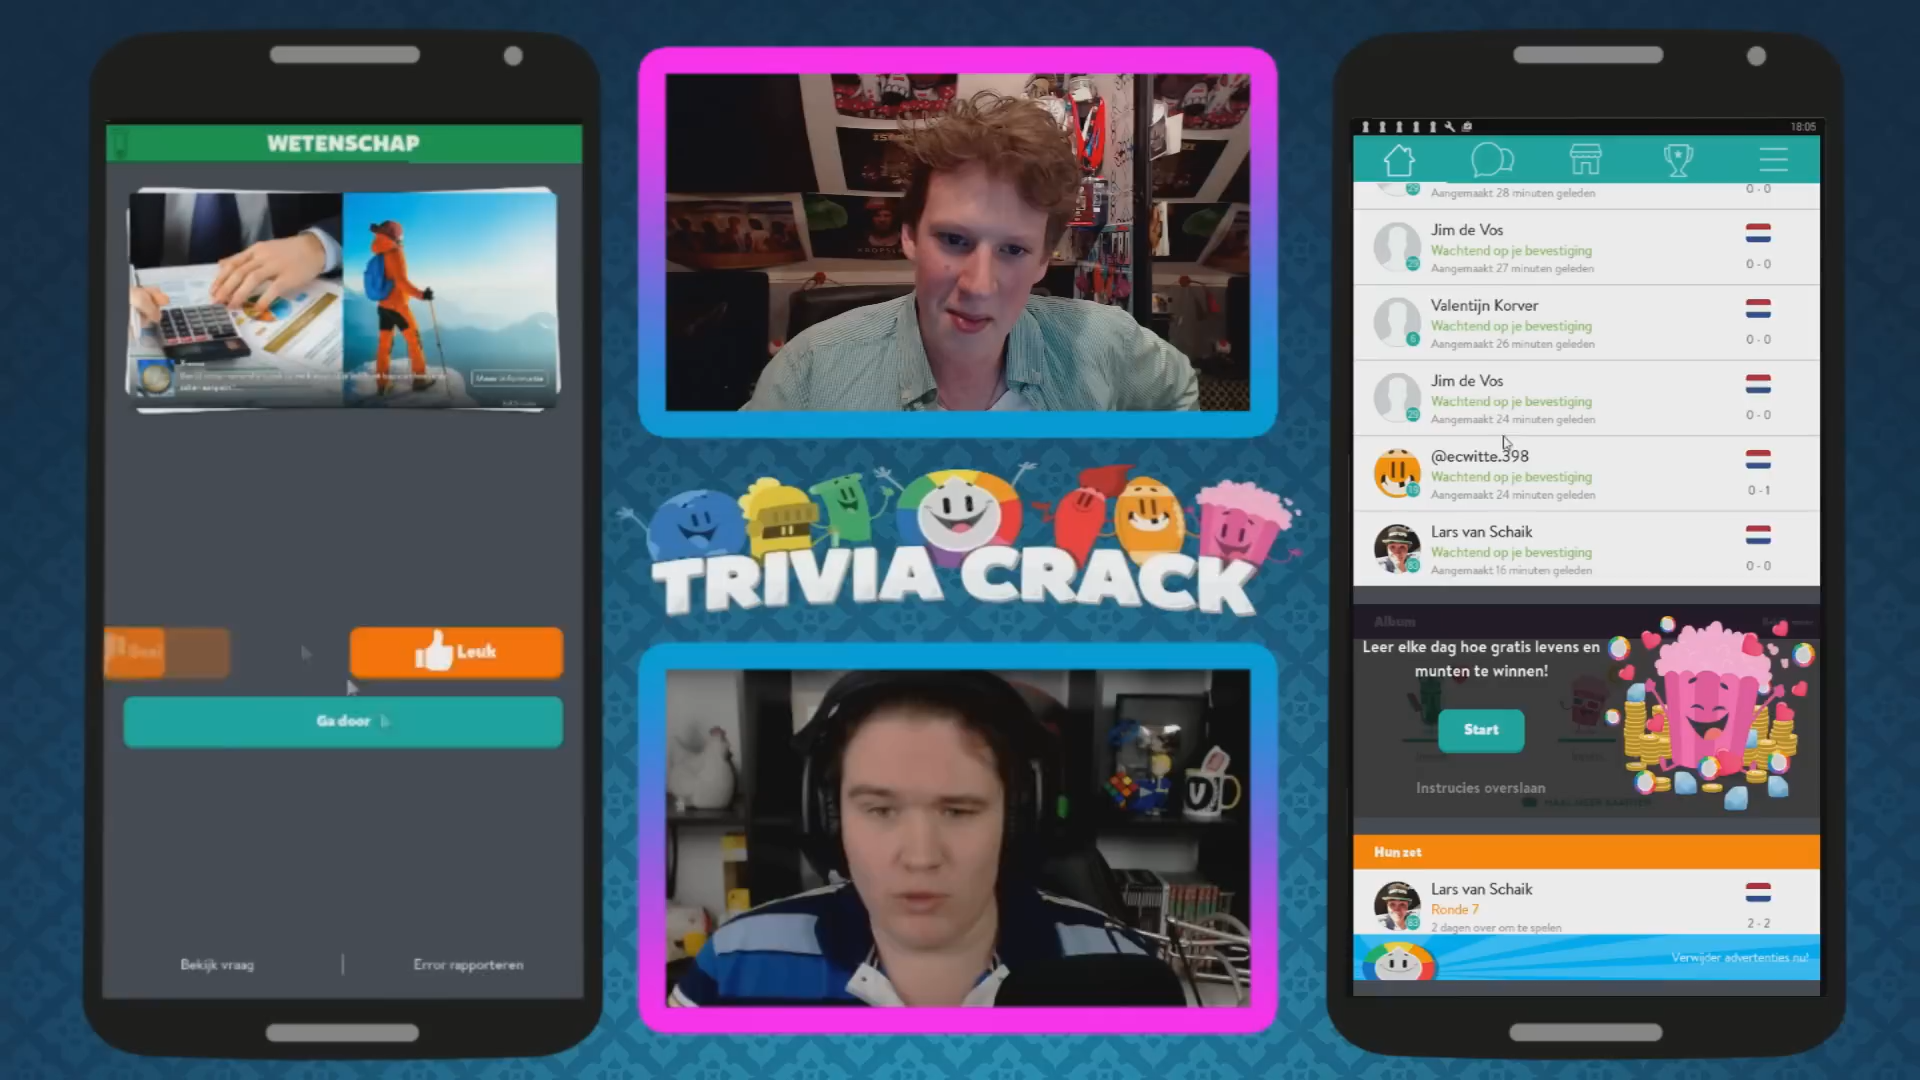 WETENSCHAP
Leuk
Ga door
Bekijk vraag
Error rapporteren
TRIVIA CRACK
18:05
Aangemaakt 28 minuten geleden
0 - 0
Jim de Vos
Wachtend op je bevestiging
Aangemaakt 27 minuten geleden
0 - 0
Valentijn Korver
Wachtend op je bevestiging
Aangemaakt 26 minuten geleden
0 - 0
Jim de Vos
Wachtend op je bevestiging
Aangemaakt 24 minuten geleden
0 - 0
@ecwitte.398
Wachtend op je bevestiging
Aangemaakt 24 minuten geleden
0 - 1
Lars van Schaik
Wachtend op je bevestiging
Aangemaakt 16 minuten geleden
0 - 0
Album
Leer elke dag hoe gratis levens en
munten te winnen!
Start
Instrucies overslaan
Hun zet
Lars van Schaik
Ronde 7
2 dagen over om te spelen
2 - 2
Verwijder advertenties nu!